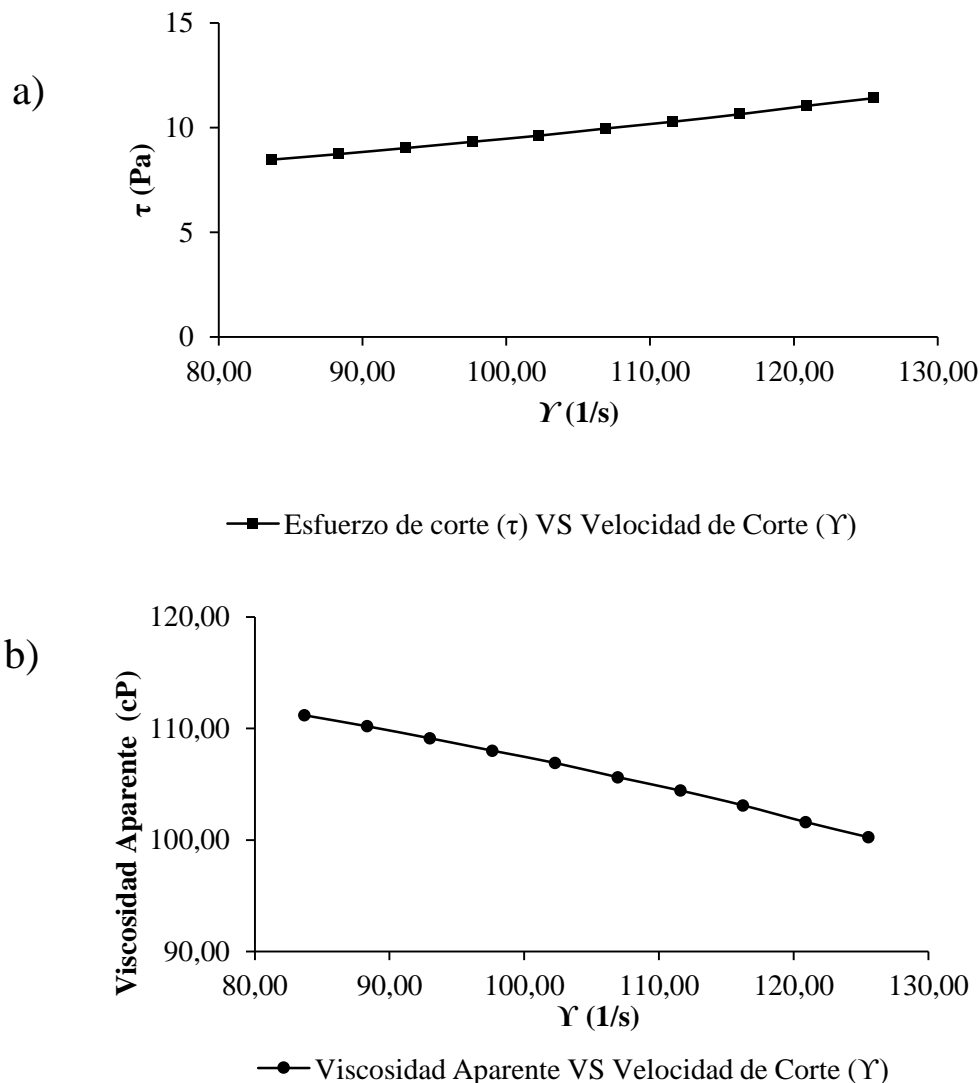 a)
15
10
5
0
τ (Pa)
80,00 90,00 100,00 110,00 120,00 130,00
ϒ (1/s)
Esfuerzo de corte (τ) VS Velocidad de Corte (ϒ)
b)
120,00
110,00
100,00
90,00
Viscosidad Aparente (cP)
80,00 90,00 100,00 110,00 120,00 130,00
ϒ (1/s)
Viscosidad Aparente VS Velocidad de Corte (ϒ)